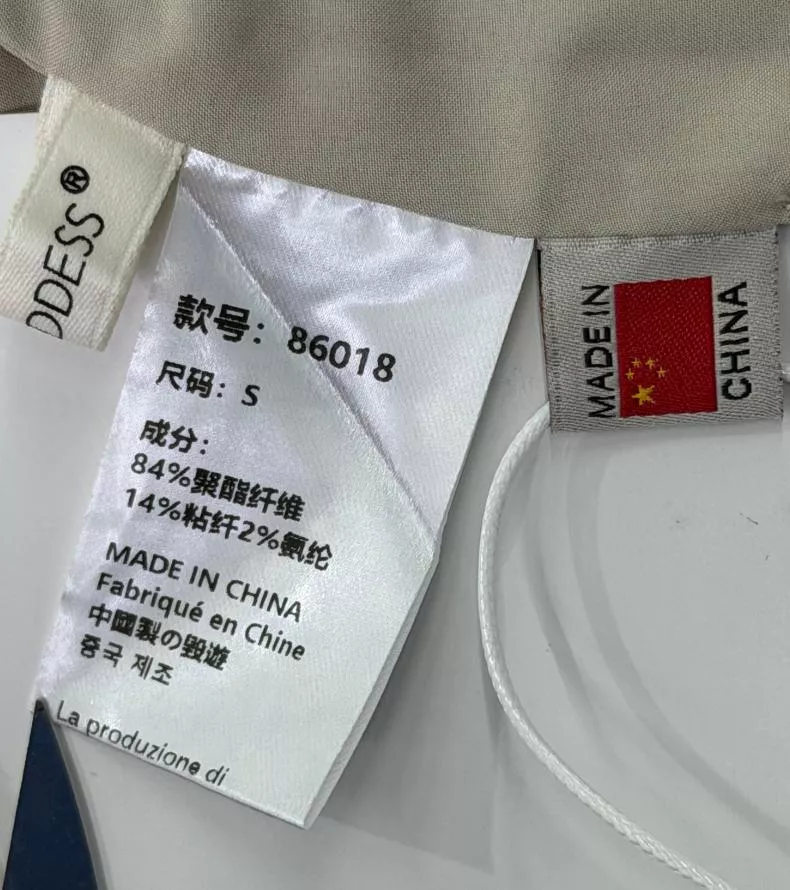 DDESS®
款号：86018
尺码：S
成分：
84%聚酯纤维
14%粘纤2%氨纶
MADE IN CHINA
Fabriqué en Chine
中國製の毀遊
중국 제조
La produzione di
MADE IN
CHINA